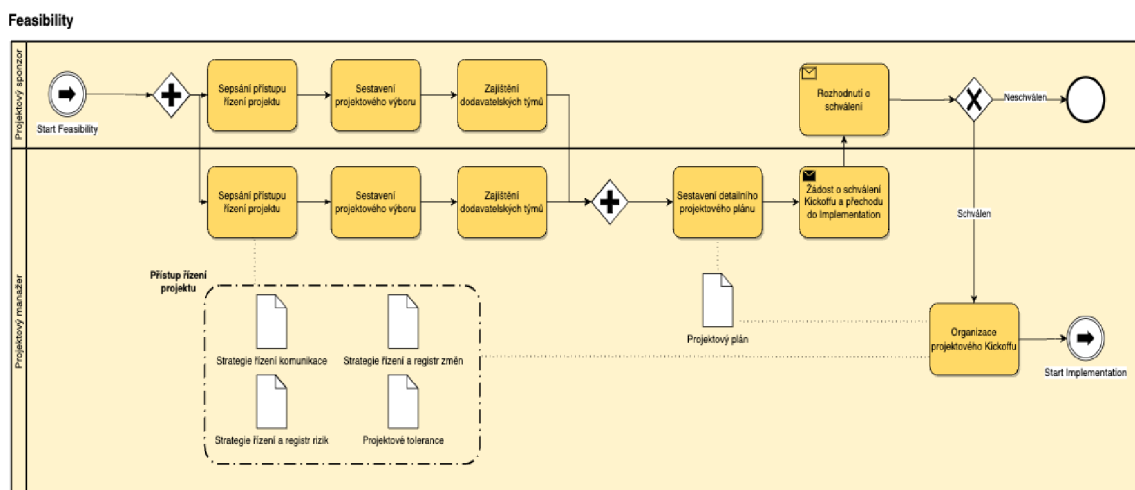 Feasibility
Projektový sponzor
Start Feasibility
Sepsání přístupu
řízení projektu
Sestavení
projektového výboru
Zajištění
dodavatelských týmů
Rozhodnutí o
schválení
Neschválen
Projektový manažer
Sepsání přístupu
řízení projektu
Sestavení
projektového výboru
Zajištění
dodavatelských týmů
Sestavení detailního
projektového plánu
Žádost o schválení
Kickoffu a přechodu
do Implementation
Schválen
Přístup řízení
projektu
Strategie řízení komunikace
Strategie řízení a registr změn
Strategie řízení a registr rizik
Projektové tolerance
Projektový plán
Organizace
projektového Kickoffu
Start Implementation